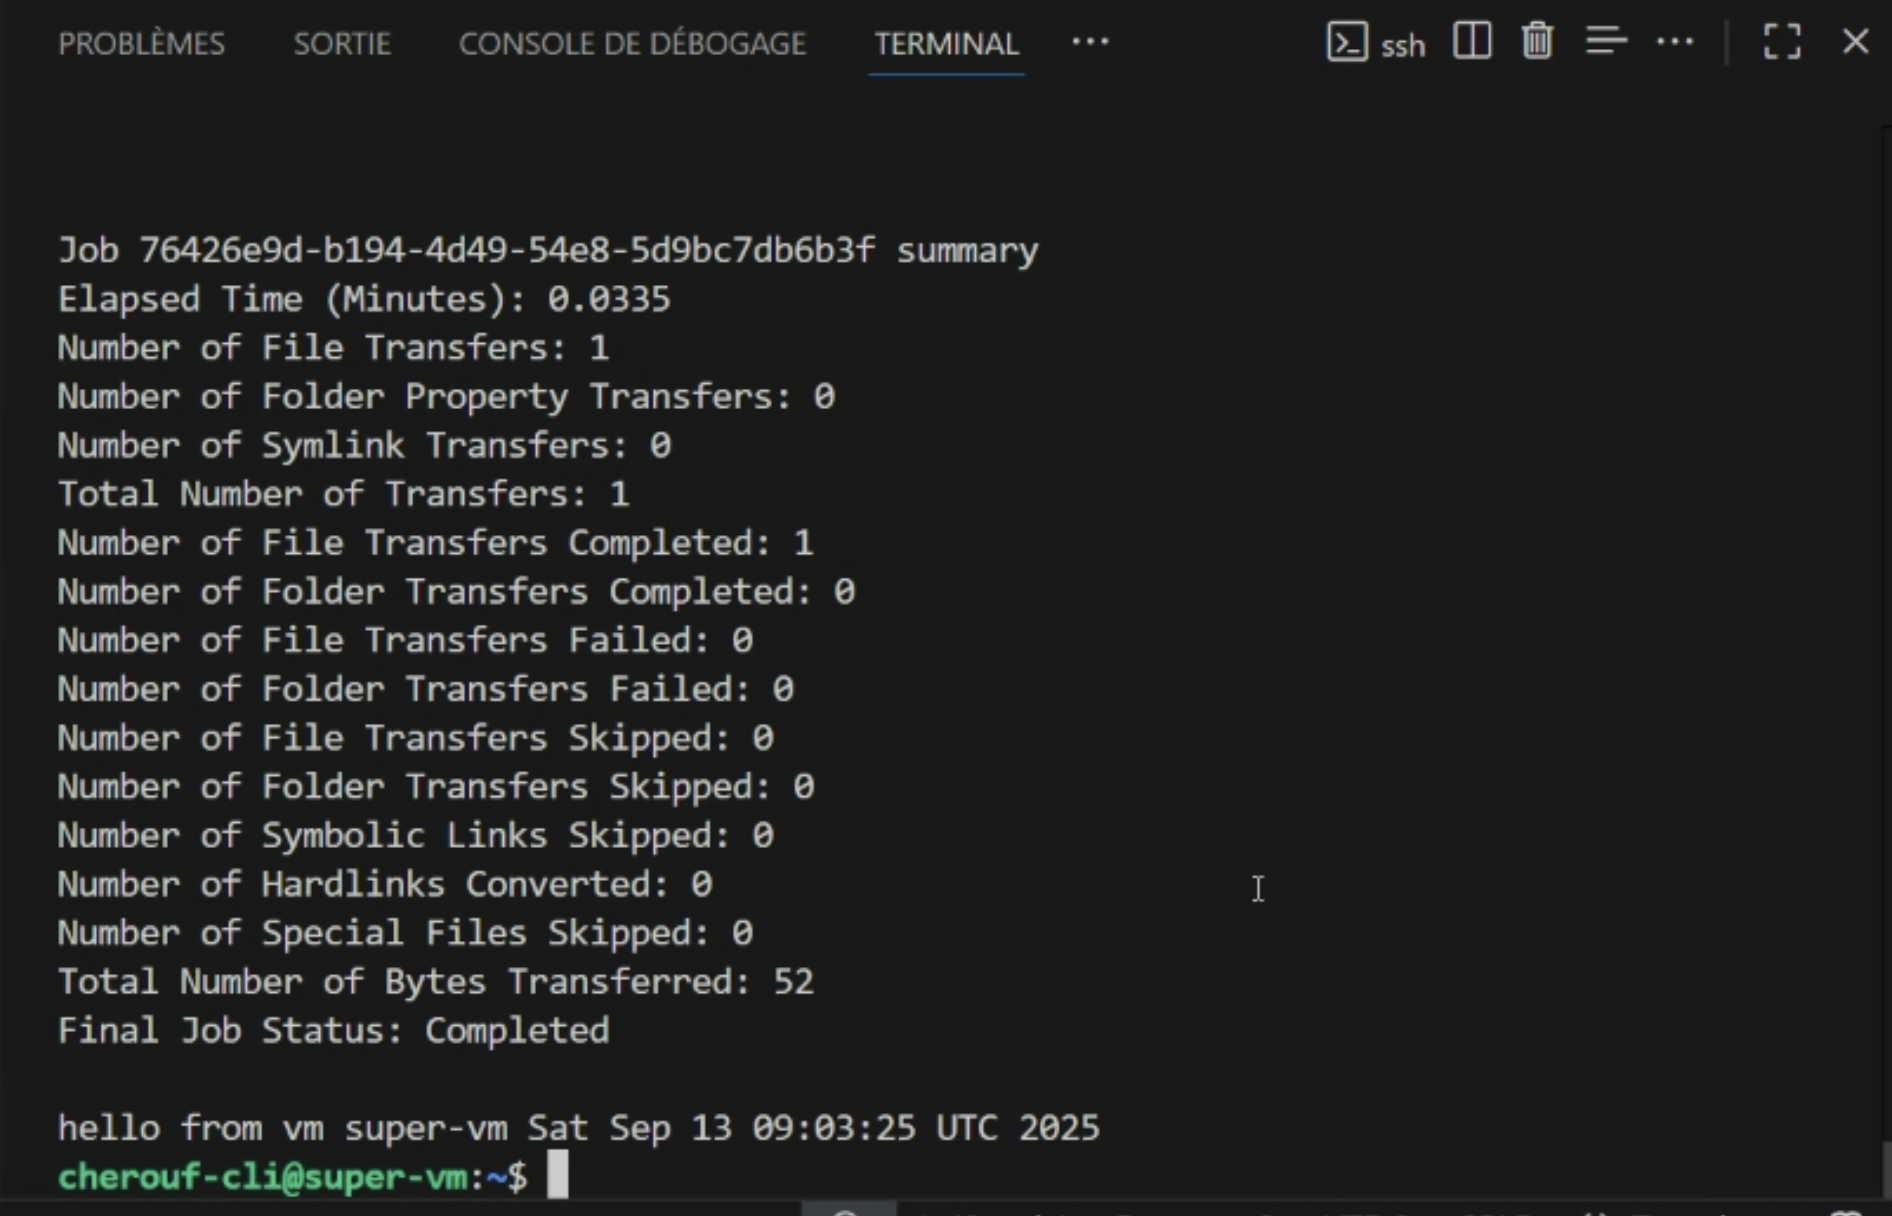 PROBLÈMES SORTIE CONSOLE DE DÉBOGAGE TERMINAL ··· ssh ···
Job 76426e9d-b194-4d49-54e8-5d9bc7db6b3f summary
Elapsed Time (Minutes): 0.0335
Number of File Transfers: 1
Number of Folder Property Transfers: 0
Number of Symlink Transfers: 0
Total Number of Transfers: 1
Number of File Transfers Completed: 1
Number of Folder Transfers Completed: 0
Number of File Transfers Failed: 0
Number of Folder Transfers Failed: 0
Number of File Transfers Skipped: 0
Number of Folder Transfers Skipped: 0
Number of Symbolic Links Skipped: 0
Number of Hardlinks Converted: 0
Number of Special Files Skipped: 0
Total Number of Bytes Transferred: 52
Final Job Status: Completed
hello from vm super-vm Sat Sep 13 09:03:25 UTC 2025
cherouf-cli@super-vm:~$